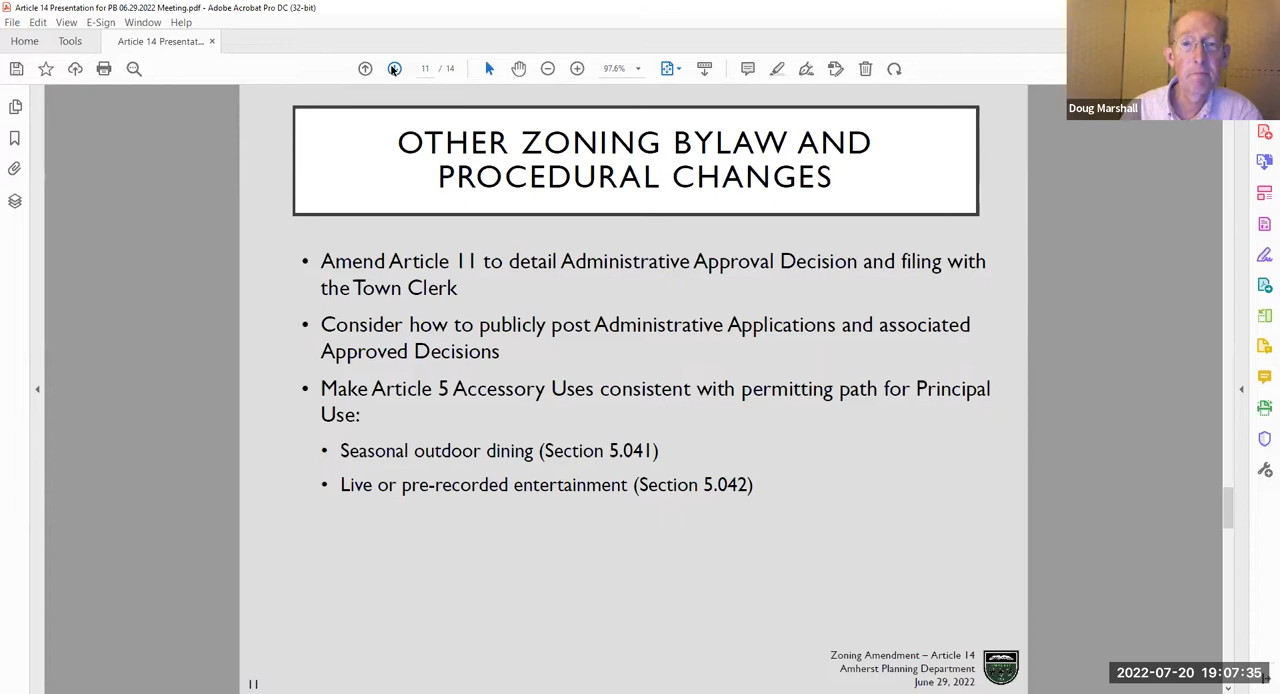 Article 14 Presentation for PB 06.29.2022 Meeting.pdf - Adobe Acrobat Pro DC (32-bit)
File Edit View E-Sign Window Help
Home Tools Article 14 Presentat... ×
11 / 14 97.6%
Doug Marshall
OTHER ZONING BYLAW AND
PROCEDURAL CHANGES
• Amend Article 11 to detail Administrative Approval Decision and filing with
the Town Clerk
• Consider how to publicly post Administrative Applications and associated
Approved Decisions
• Make Article 5 Accessory Uses consistent with permitting path for Principal
Use:
• Seasonal outdoor dining (Section 5.041)
• Live or pre-recorded entertainment (Section 5.042)
Zoning Amendment – Article 14
Amherst Planning Department
June 29, 2022
11
2022-07-20 19:07:35